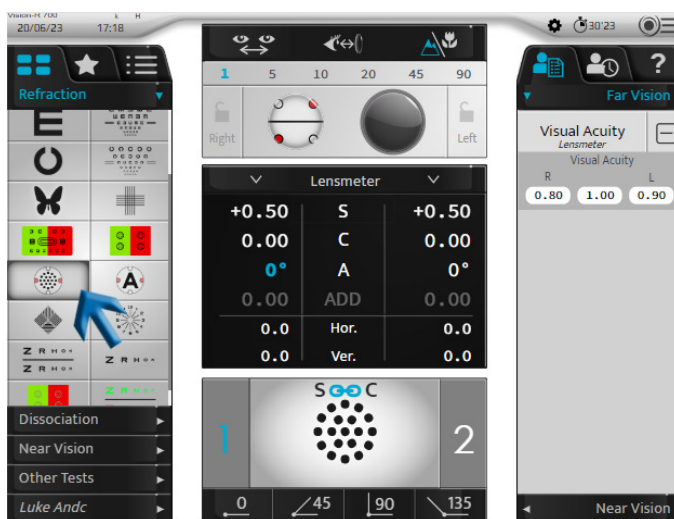 Vision-R 700
20/06/23 17:18 30'23
Refraction
E
Z R H O N
Z R H O N
Z R H O N
A
Dissociation
Near Vision
Other Tests
Luke Andc
1 5 10 20 45 90
Right Left
Lensmeter
+0.50 S +0.50
0.00 C 0.00
0° A 0°
0.00 ADD 0.00
0.0 Hor. 0.0
0.0 Ver. 0.0
S C
1 2
0 45 90 135
?
Far Vision
Visual Acuity
Lensmeter
Visual Acuity
R L
0.80 1.00 0.90
Near Vision